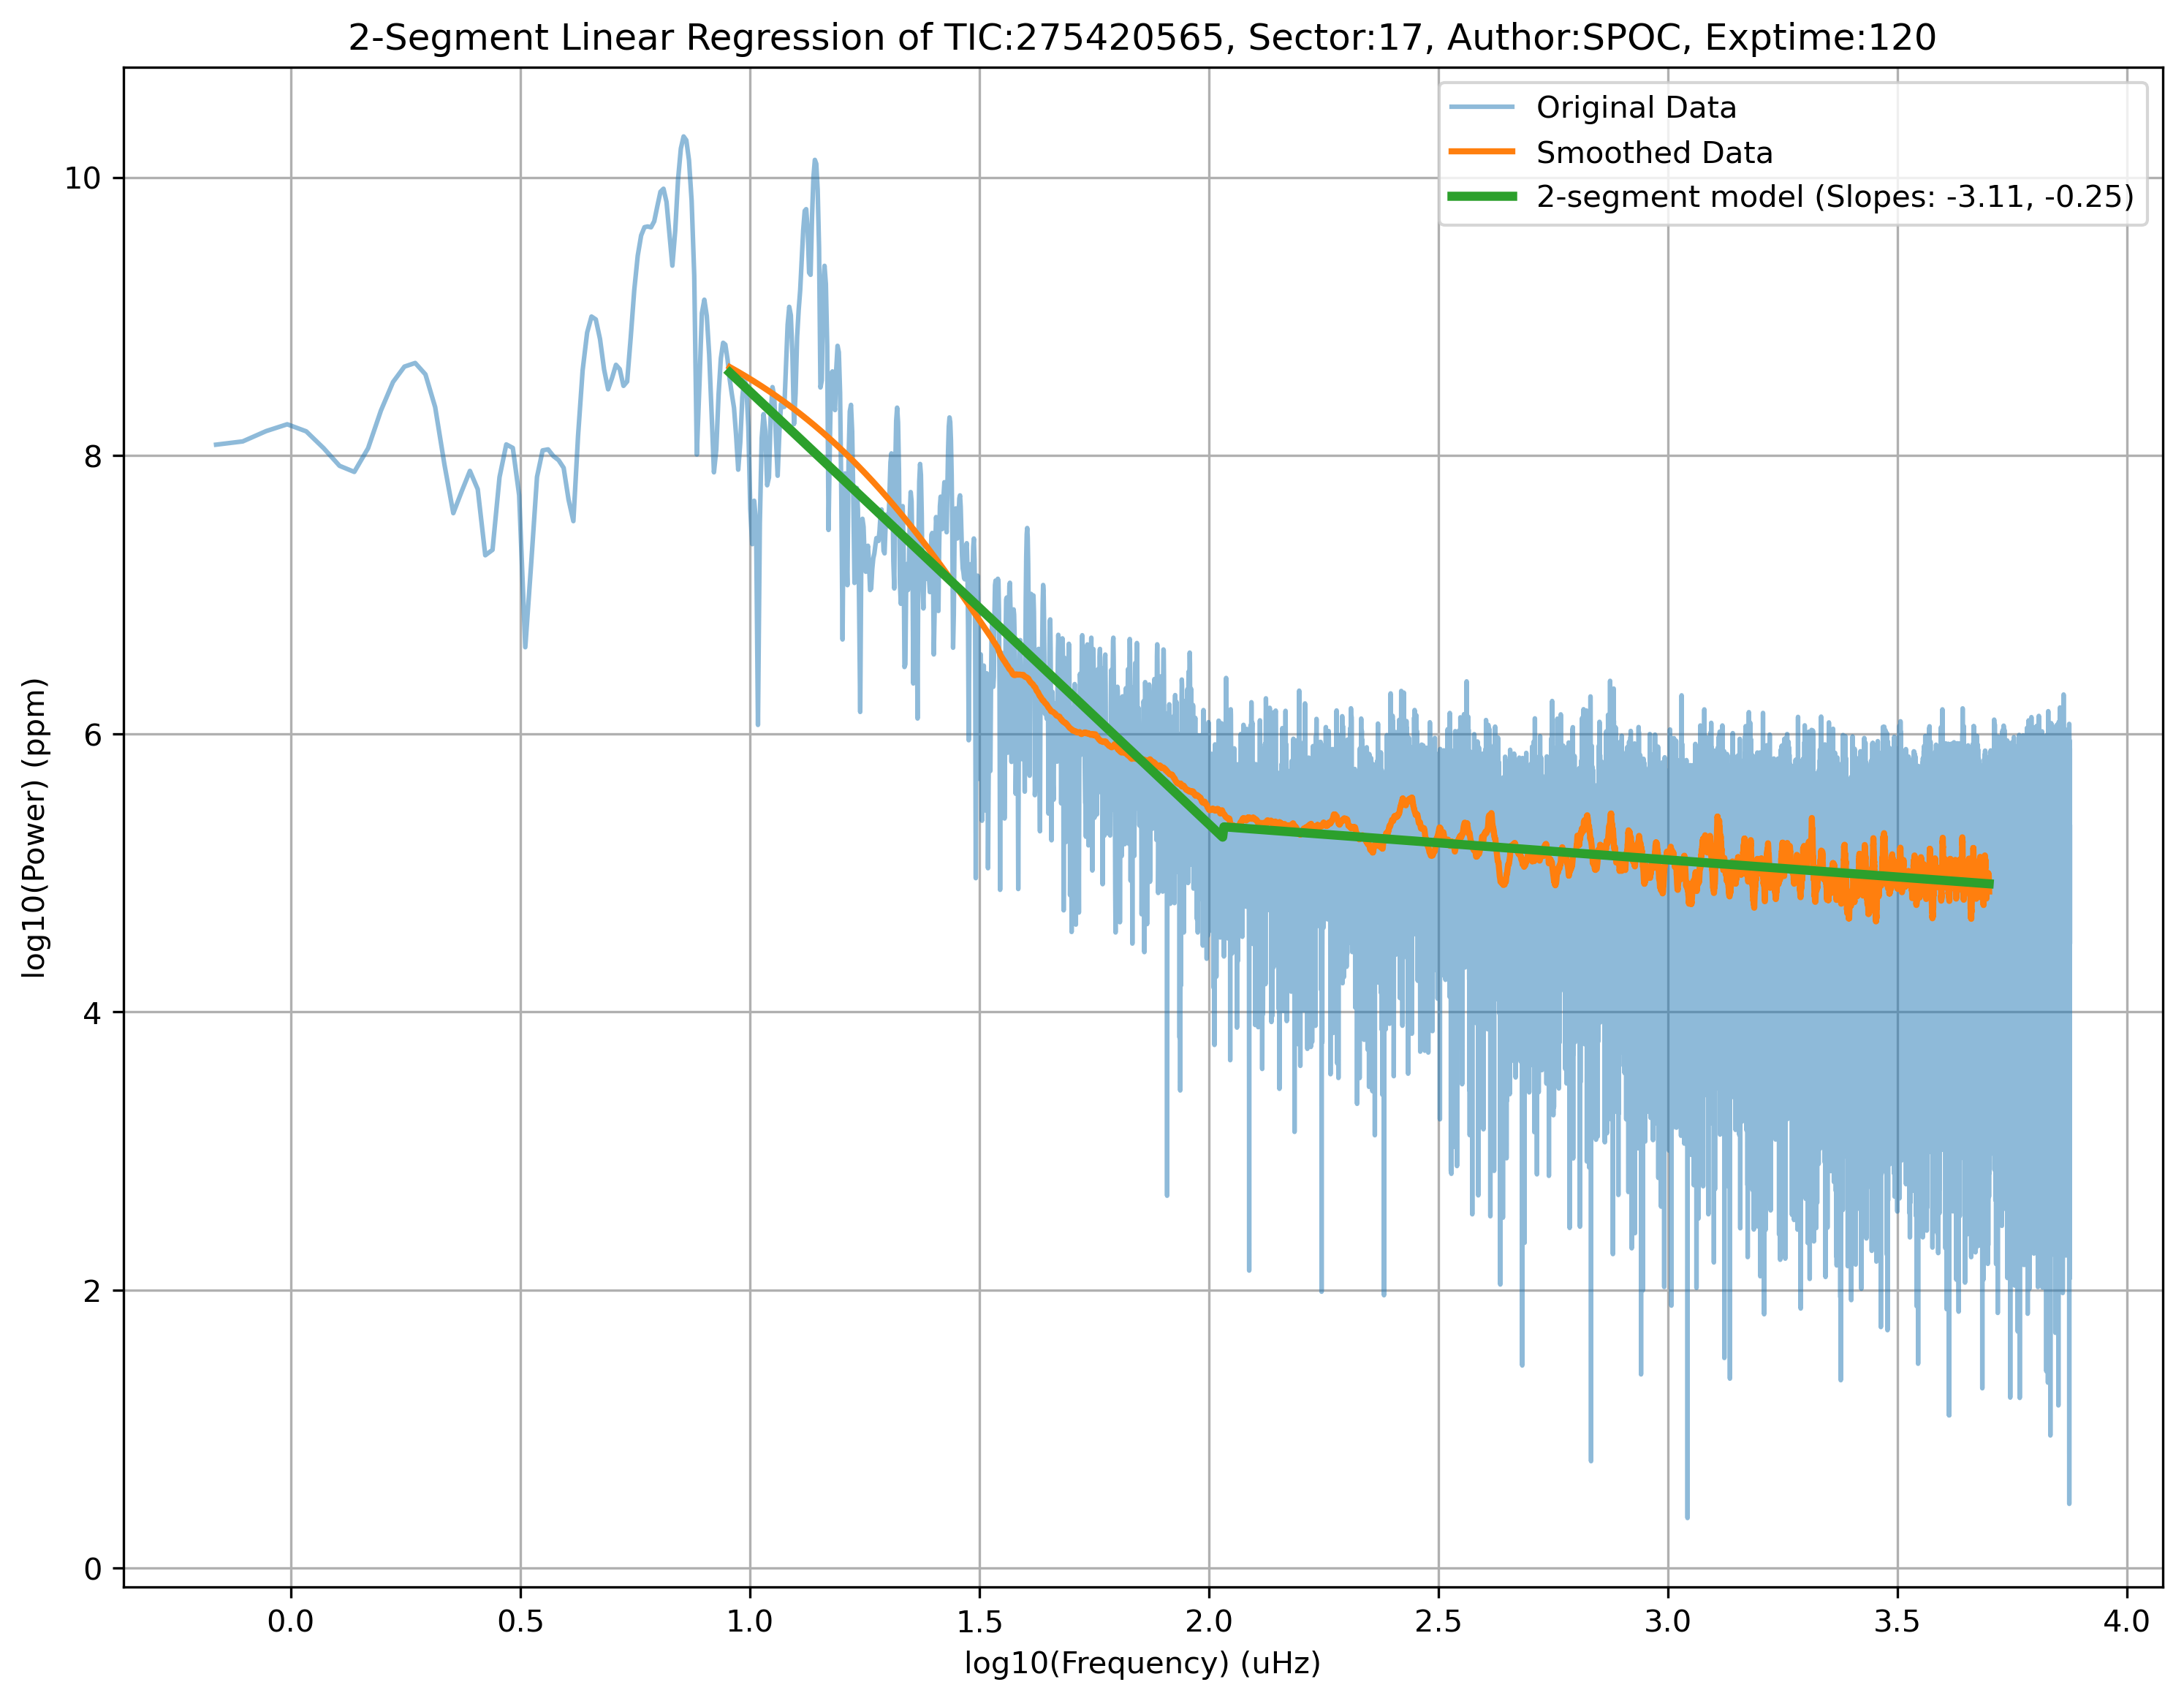 2-Segment Linear Regression of TIC:275420565, Sector:17, Author:SPOC, Exptime:120
Original Data
Smoothed Data
2-segment model (Slopes: -3.11, -0.25)
log10(Power) (ppm)
10
8
6
4
2
0
0.0 0.5 1.0 1.5 2.0 2.5 3.0 3.5 4.0
log10(Frequency) (uHz)